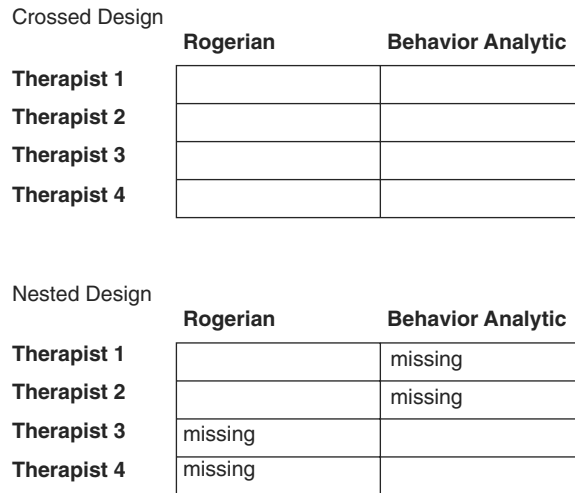 Crossed Design
Rogerian Behavior Analytic
Therapist 1
Therapist 2
Therapist 3
Therapist 4
Nested Design
Rogerian Behavior Analytic
Therapist 1 missing
Therapist 2 missing
Therapist 3 missing
Therapist 4 missing